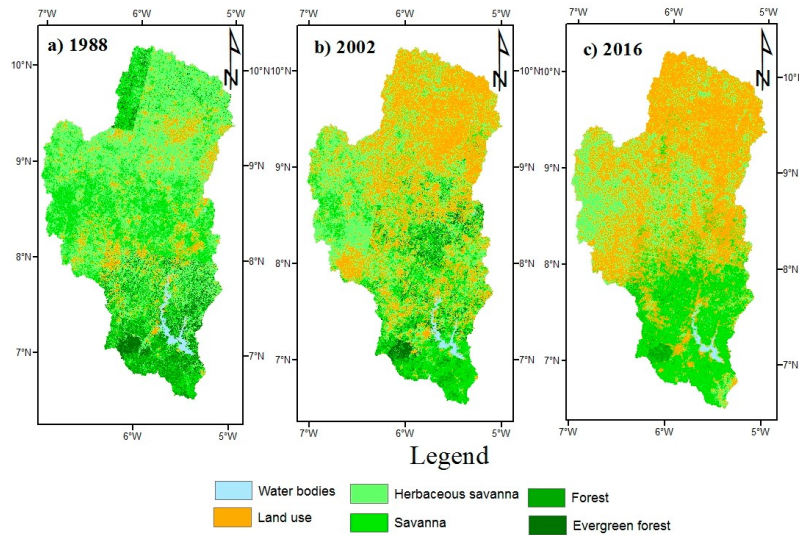 7°W 6°W 5°W 7°W 6°W 5°W 7°W 6°W 5°W
a) 1988 b) 2002 c) 2016
N N N
10°N 10°N 10°N 10°N
9°N 9°N 9°N 9°N
8°N 8°N 8°N 8°N
7°N 7°N 7°N 7°N
6°W 5°W 7°W 6°W 5°W 7°W 6°W 5°W
Legend
Water bodies Herbaceous savanna Forest
Land use Savanna Evergreen forest